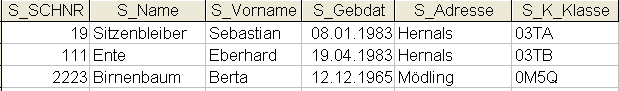 S_SCHNR S_Name S_Vorname S_Gebdat S_Adresse S_K_Klasse
19 Sitzenbleiber Sebastian 08.01.1983 Hernals 03TA
111 Ente Eberhard 19.04.1983 Hernals 03TB
2223 Birnenbaum Berta 12.12.1965 Mödling 0M5Q